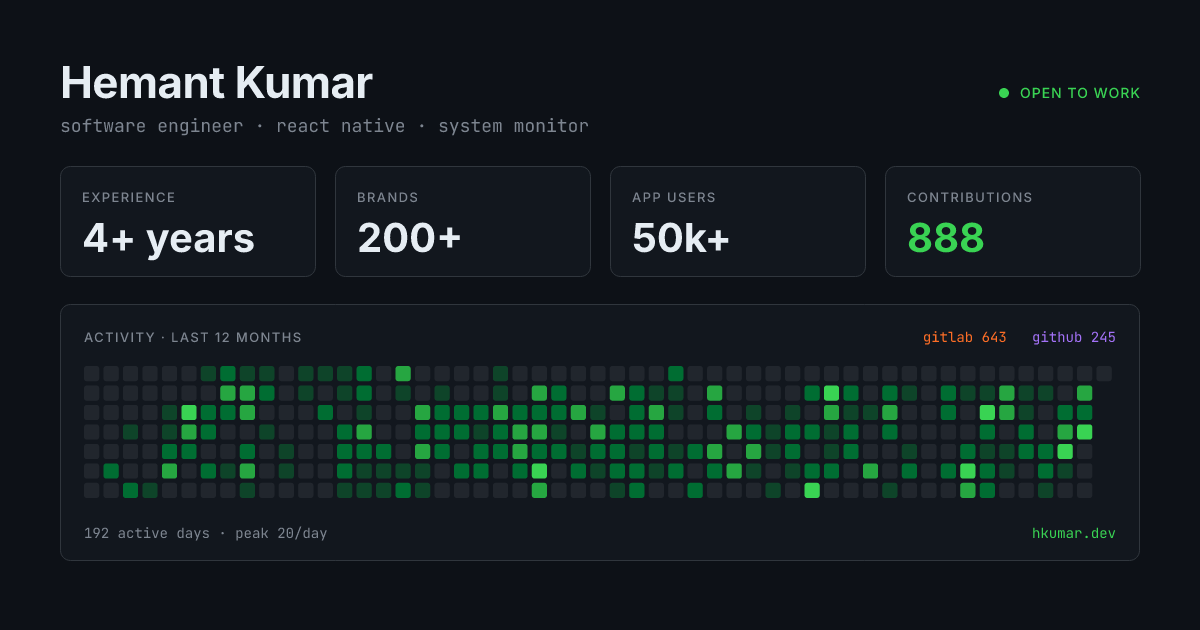 Hemant Kumar
OPEN TO WORK
software engineer · react native · system monitor
EXPERIENCE
4+ years
BRANDS
200+
APP USERS
50k+
CONTRIBUTIONS
888
ACTIVITY · LAST 12 MONTHS
gitlab 643
github 245
192 active days · peak 20/day
hkumar.dev